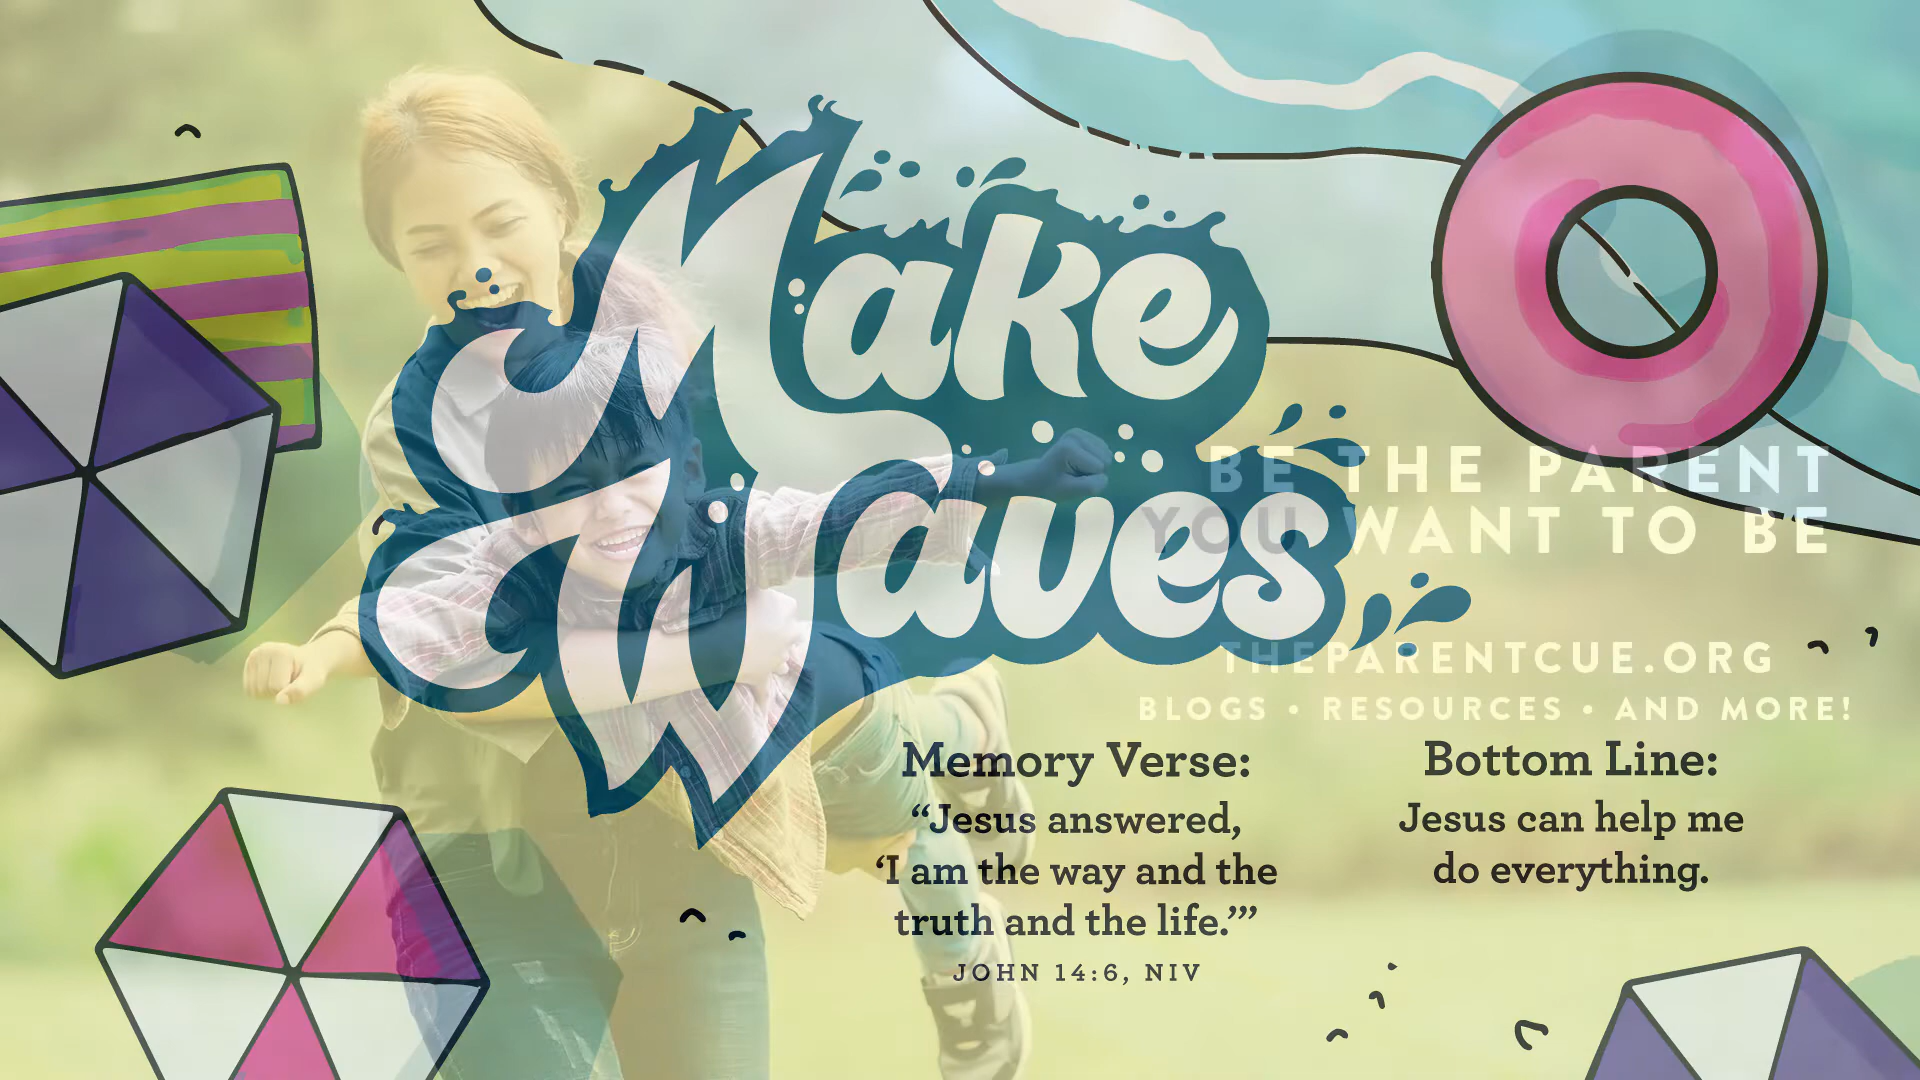 Make
Waves
BE THE PARENT
YOU WANT TO BE
THEPARENTCUE.ORG
BLOGS • RESOURCES • AND MORE!
Memory Verse:
“Jesus answered,
‘I am the way and the
truth and the life.’”
JOHN 14:6, NIV
Bottom Line:
Jesus can help me
do everything.